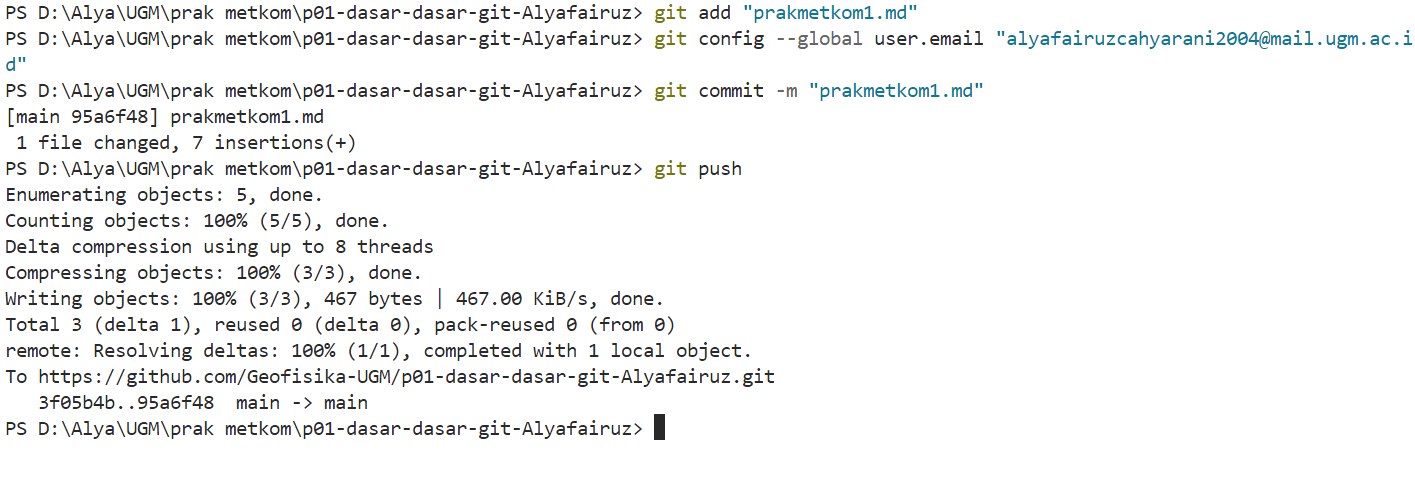 PS D:\Alya\UGM\prak metkom\p01-dasar-dasar-git-Alyafairuz> git add "prakmetkom1.md"
PS D:\Alya\UGM\prak metkom\p01-dasar-dasar-git-Alyafairuz> git config --global user.email "alyafairuzcahyarani2004@mail.ugm.ac.i
d"
PS D:\Alya\UGM\prak metkom\p01-dasar-dasar-git-Alyafairuz> git commit -m "prakmetkom1.md"
[main 95a6f48] prakmetkom1.md
 1 file changed, 7 insertions(+)
PS D:\Alya\UGM\prak metkom\p01-dasar-dasar-git-Alyafairuz> git push
Enumerating objects: 5, done.
Counting objects: 100% (5/5), done.
Delta compression using up to 8 threads
Compressing objects: 100% (3/3), done.
Writing objects: 100% (3/3), 467 bytes | 467.00 KiB/s, done.
Total 3 (delta 1), reused 0 (delta 0), pack-reused 0 (from 0)
remote: Resolving deltas: 100% (1/1), completed with 1 local object.
To https://github.com/Geofisika-UGM/p01-dasar-dasar-git-Alyafairuz.git
   3f05b4b..95a6f48  main -> main
PS D:\Alya\UGM\prak metkom\p01-dasar-dasar-git-Alyafairuz>